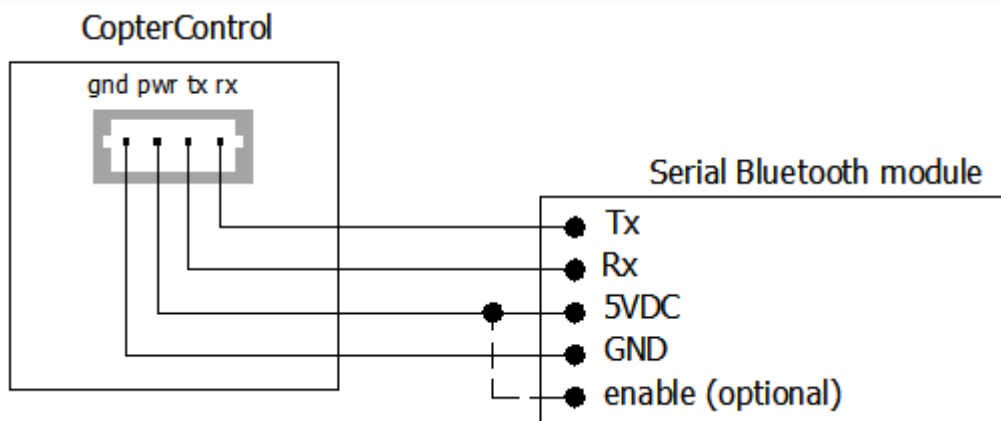 CopterControl
gnd pwr tx rx
Serial Bluetooth module
Tx
Rx
5VDC
GND
enable (optional)